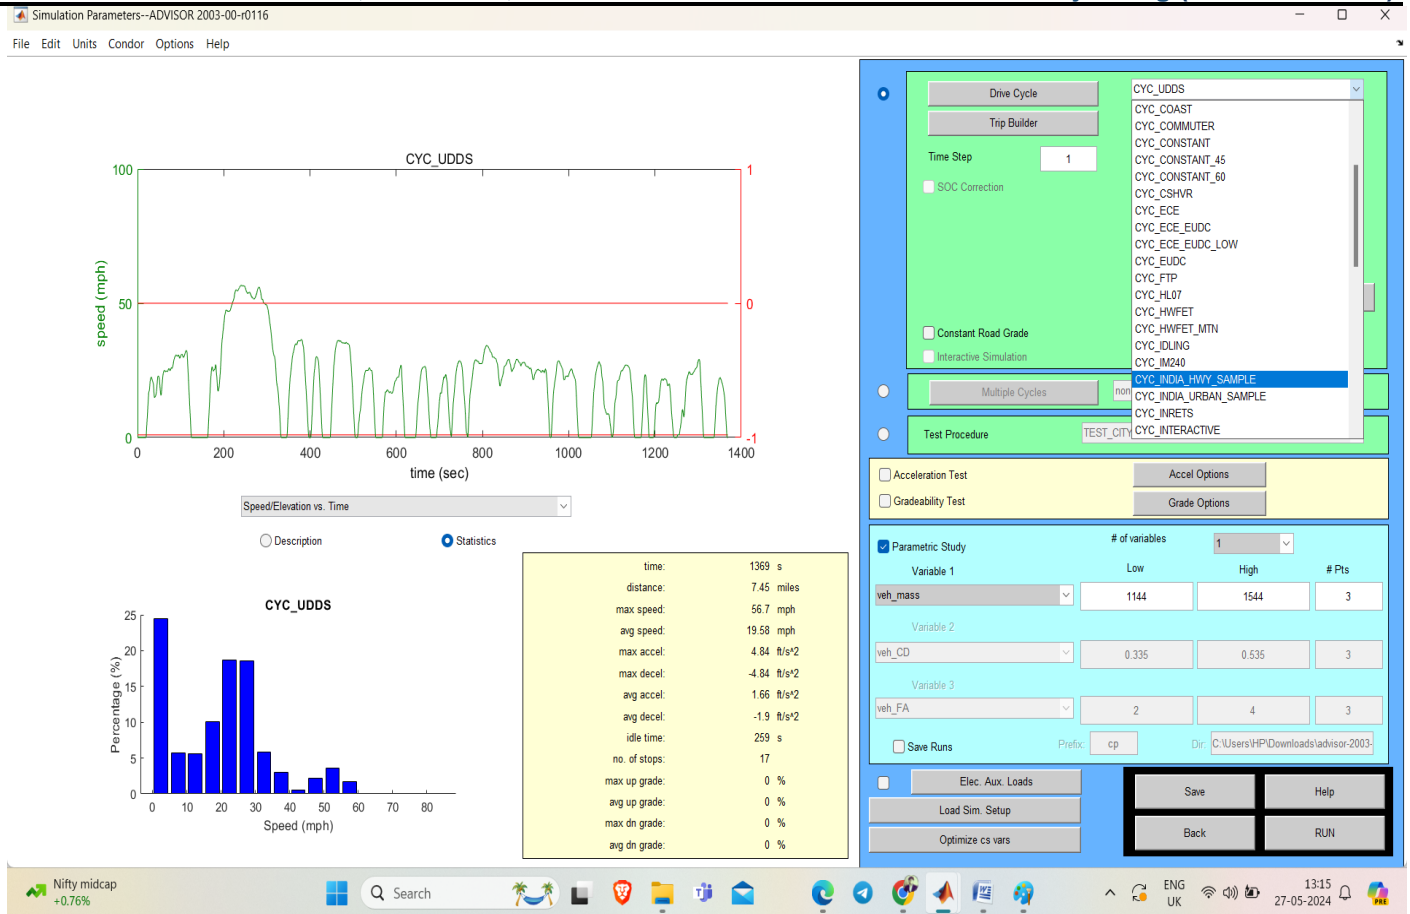 Simulation Parameters--ADVISOR 2003-00-r0116
File Edit Units Condor Options Help
Drive Cycle
CYC_UDDS
Trip Builder
Time Step 1
SOC Correction
CYC_COAST
CYC_COMMUTER
CYC_CONSTANT
CYC_CONSTANT_45
CYC_CONSTANT_60
CYC_CSHVR
CYC_ECE
CYC_ECE_EUDC
CYC_ECE_EUDC_LOW
CYC_EUDC
CYC_FTP
CYC_HL07
CYC_HWFET
CYC_HWFET_MTN
CYC_IDLING
CYC_IM240
CYC_INDIA_HWY_SAMPLE
CYC_INDIA_URBAN_SAMPLE
CYC_INRETS
CYC_INTERACTIVE
Constant Road Grade
Interactive Simulation
Multiple Cycles non
Test Procedure TEST_CITY
CYC_UDDS
100
50
0
speed (mph)
1
0
-1
0 200 400 600 800 1000 1200 1400
time (sec)
Speed/Elevation vs. Time
Description Statistics
CYC_UDDS
25
20
15
10
5
0
Percentage (%)
0 10 20 30 40 50 60 70 80
Speed (mph)
time: 1369 s
distance: 7.45 miles
max speed: 56.7 mph
avg speed: 19.58 mph
max accel: 4.84 ft/s^2
max decel: -4.84 ft/s^2
avg accel: 1.66 ft/s^2
avg decel: -1.9 ft/s^2
idle time: 259 s
no. of stops: 17
max up grade: 0 %
avg up grade: 0 %
max dn grade: 0 %
avg dn grade: 0 %
Acceleration Test Accel Options
Gradeability Test Grade Options
Parametric Study # of variables 1
Variable 1 Low High # Pts
veh_mass 1144 1544 3
Variable 2
veh_CD 0.335 0.535 3
Variable 3
veh_FA 2 4 3
Save Runs Prefix: cp Dir: C:\Users\HP\Downloads\advisor-2003-
Elec. Aux. Loads
Load Sim. Setup
Optimize cs vars
Save Help
Back RUN
Nifty midcap
+0.76%
Search
ENG
UK
13:15
27-05-2024
PRE